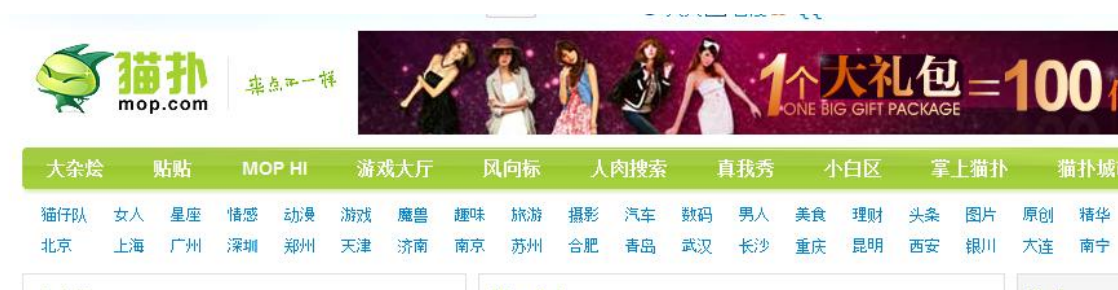 猫扑
mop.com
来点不一样
1个大礼包=100
ONE BIG GIFT PACKAGE
大杂烩 贴贴 MOP HI 游戏大厅 风向标 人肉搜索 真我秀 小白区 掌上猫扑 猫扑城
猫仔队 女人 星座 情感 动漫 游戏 魔兽 趣味 旅游 摄影 汽车 数码 男人 美食 理财 头条 图片 原创 精华
北京 上海 广州 深圳 郑州 天津 济南 南京 苏州 合肥 青岛 武汉 长沙 重庆 昆明 西安 银川 大连 南宁